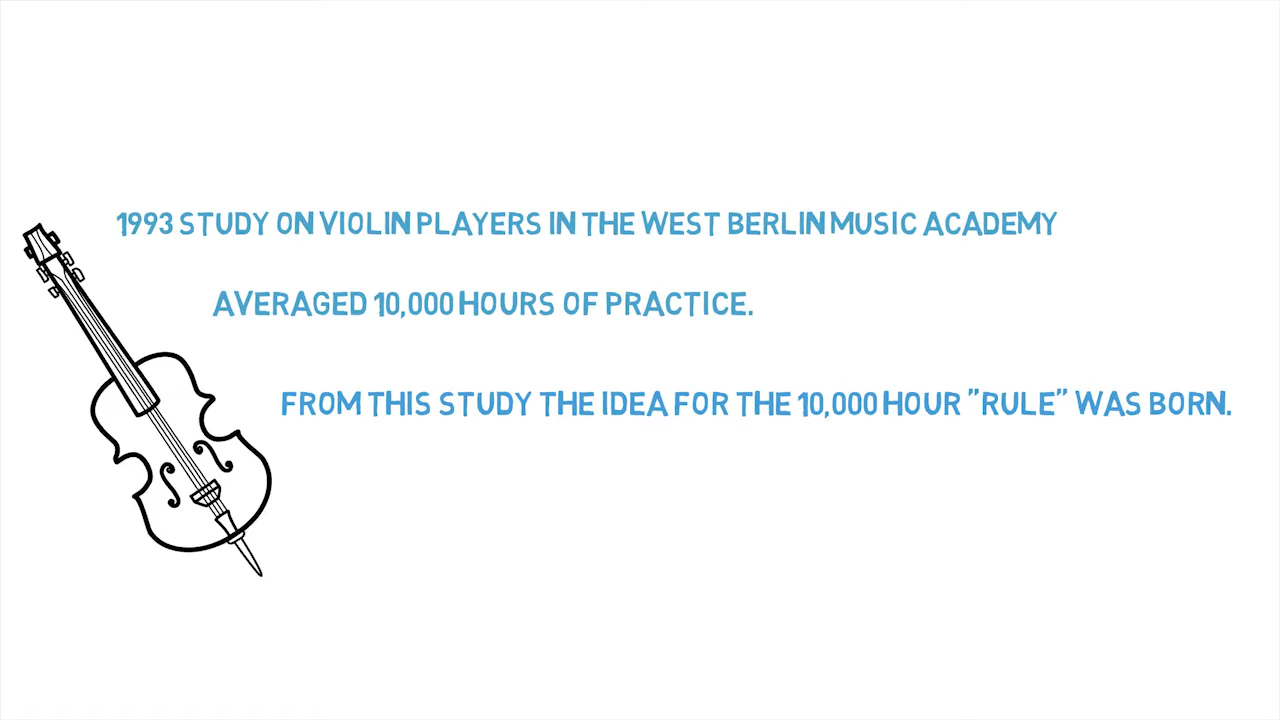 1993 STUDY ON VIOLIN PLAYERS IN THE WEST BERLIN MUSIC ACADEMY
AVERAGED 10,000 HOURS OF PRACTICE.
FROM THIS STUDY THE IDEA FOR THE 10,000 HOUR "RULE" WAS BORN.